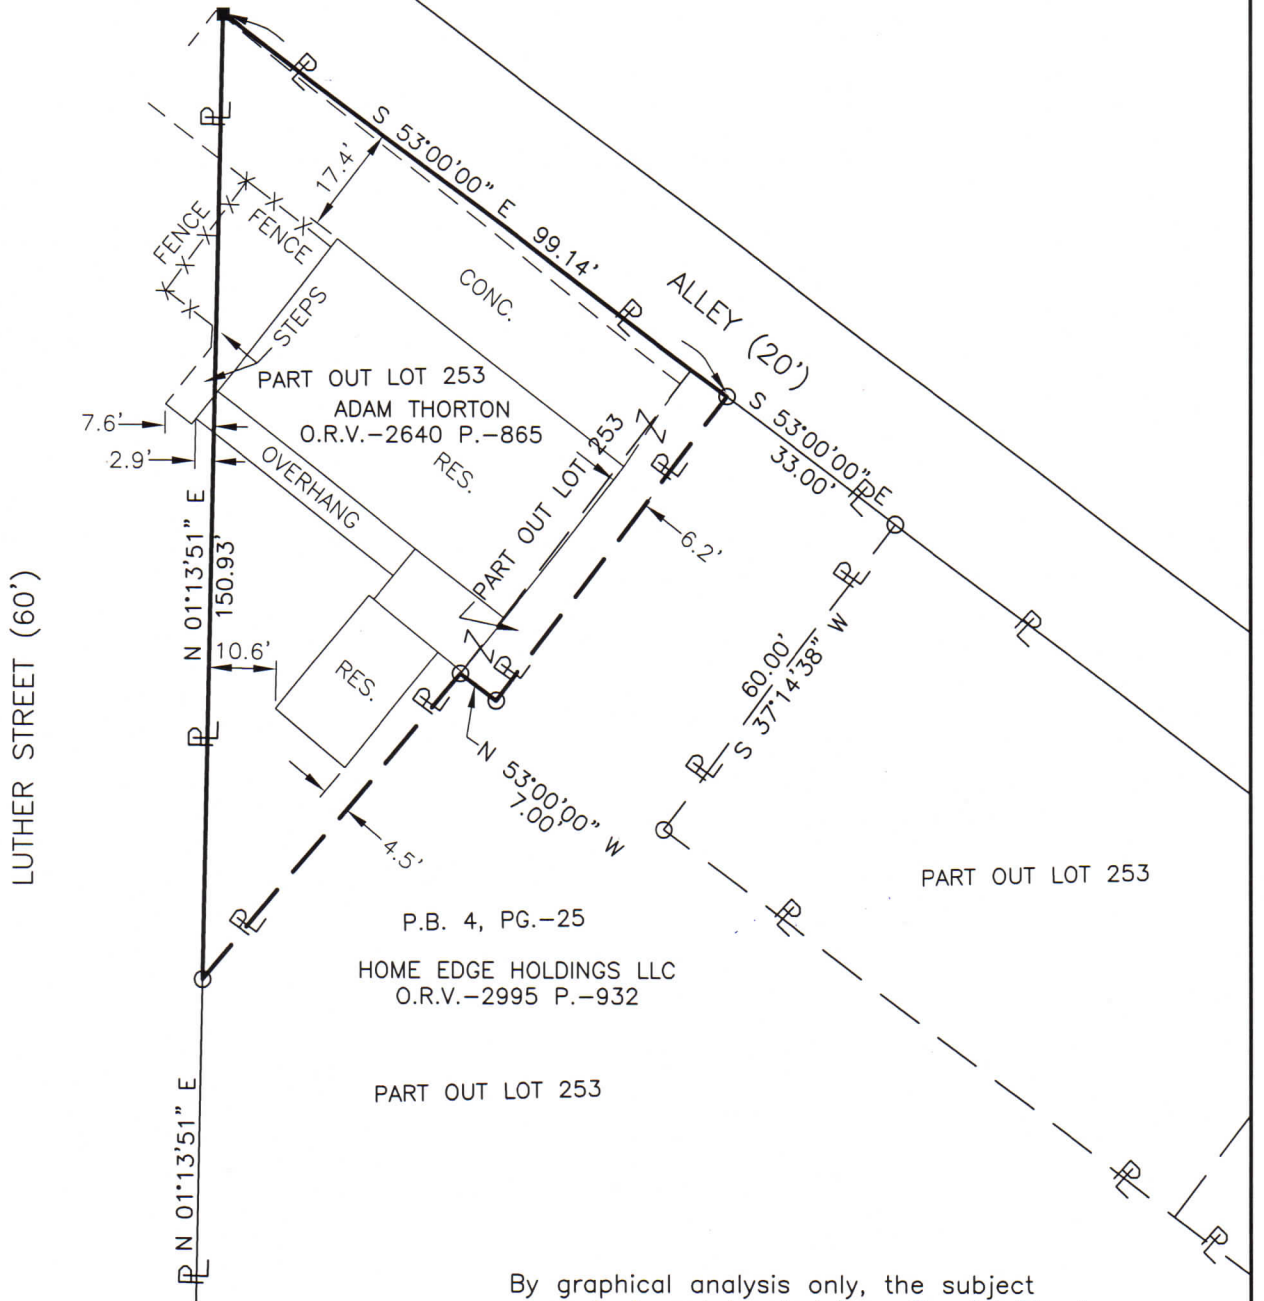 S 53°00'00" E
99.14'
17.4'
FENCE
FENCE
STEPS
CONC.
ALLEY (20')
PART OUT LOT 253
ADAM THORTON
O.R.V.-2640 P.-865
RES.
7.6'
2.9'
OVERHANG
PART OUT LOT 253
S 53°00'00" E
33.00'
6.2'
N 01°13'51" E
150.93'
10.6'
RES.
LUTHER STREET (60')
60.00'
S 37°14'38" W
N 53°00'00" W
7.00'
4.5'
PART OUT LOT 253
P.B. 4, PG.-25
HOME EDGE HOLDINGS LLC
O.R.V.-2995 P.-932
PART OUT LOT 253
N 01°13'51" E
By graphical analysis only, the subject